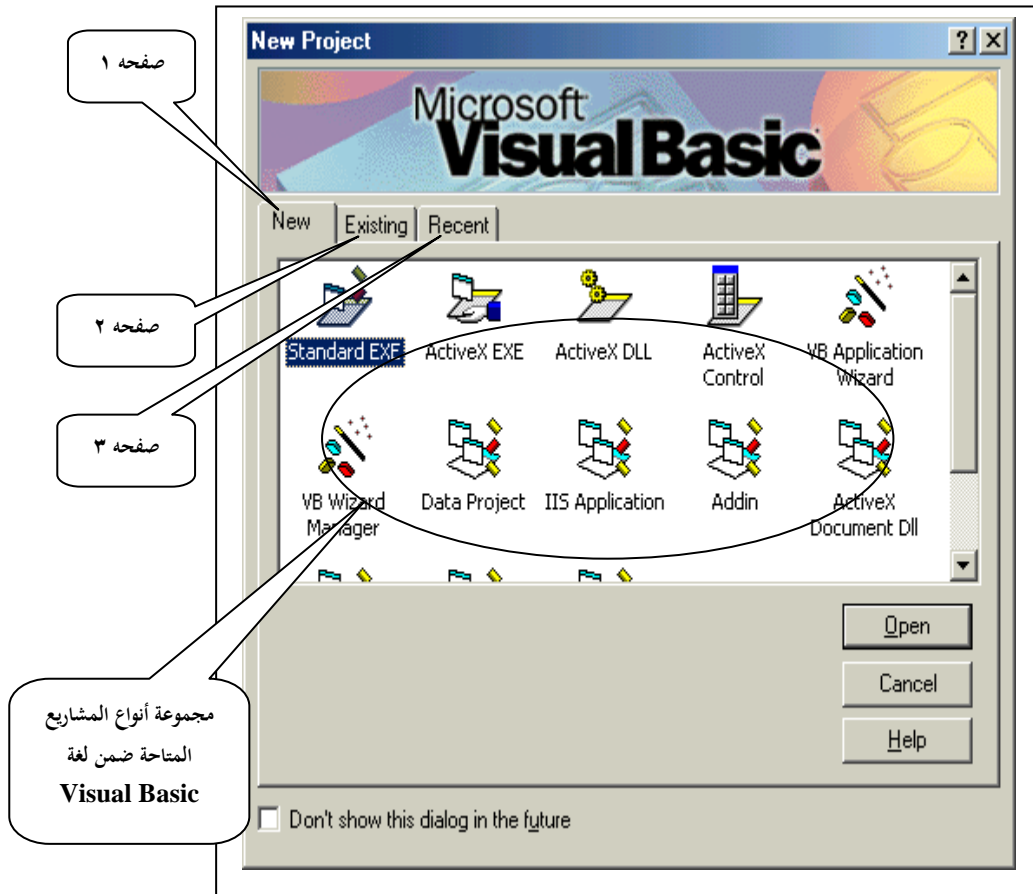 New Project
صفحه ١
Microsoft
Visual Basic
New
Existing
Recent
صفحه ٢
صفحه ٣
Standard EXE
ActiveX EXE
ActiveX DLL
ActiveX
Control
VB Application
Wizard
VB Wizard
Manager
Data Project
IIS Application
Addin
ActiveX
Document Dll
Open
Cancel
Help
مجموعة أنواع المشاريع
المتاحة ضمن لغة
Visual Basic
Don't show this dialog in the future